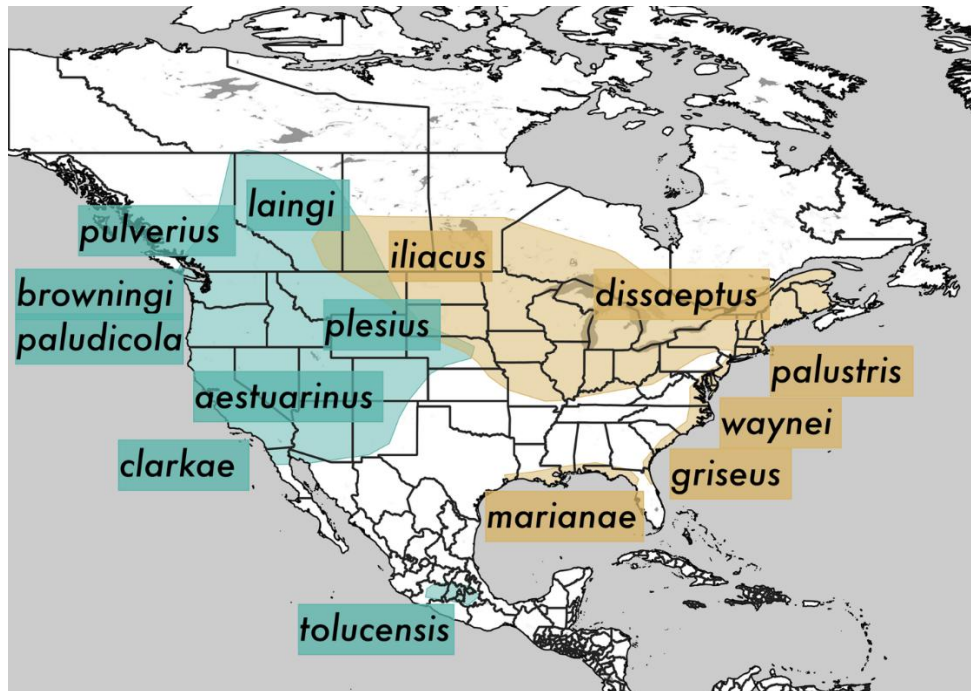 laingi
pulverius
iliacus
browningi
dissaeptus
paludicola
plesius
aestuarinus
palustris
waynei
clarkae
griseus
marianae
tolucensis